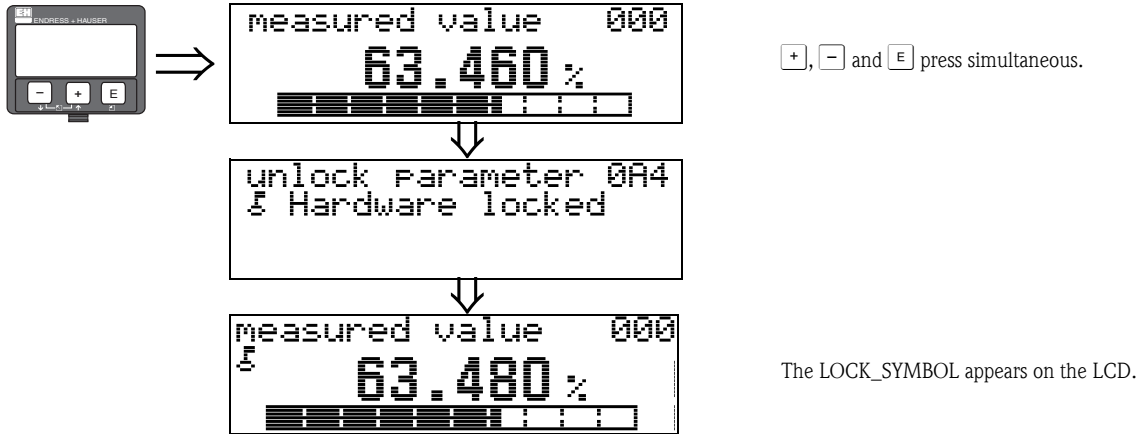 E+H ENDRESS + HAUSER
- + E
measured value 000
63.460 %
+, - and E press simultaneous.
unlock parameter 0A4
Hardware locked
measured value 000
63.480 %
The LOCK_SYMBOL appears on the LCD.